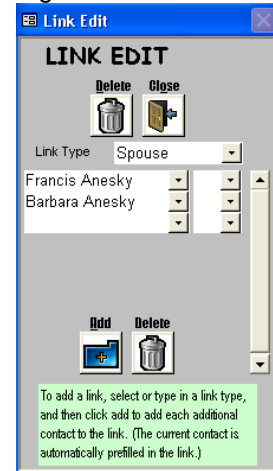 Link Edit
LINK EDIT
Delete Close
Link Type Spouse
Francis Anesky
Barbara Anesky
Add Delete
To add a link, select or type in a link type,
and then click add to add each additional
contact to the link. (The current contact is
automatically prefilled in the link.)